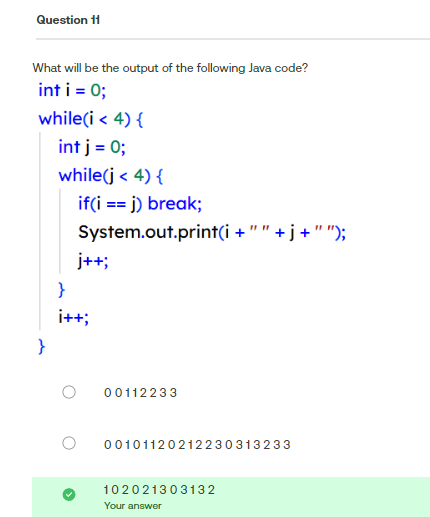 Question 11
What will be the output of the following Java code?
int i = 0;
while(i < 4) {
int j = 0;
while(j < 4) {
if(i == j) break;
System.out.print(i + " " + j + " ");
j++;
}
i++;
}
0 0 1 1 2 2 3 3
0 0 1 0 1 1 2 0 2 1 2 2 3 0 3 1 3 2 3 3
1 0 2 0 2 1 3 0 3 1 3 2
Your answer